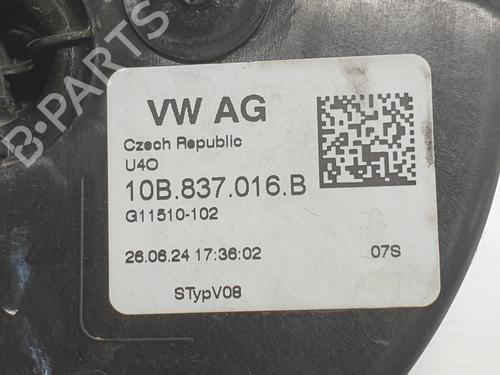 B-PARTS
VW AG
Czech Republic
U4O
10B.837.016.B
G11510-102
26.06.24 17:36:02
07S
STypV08